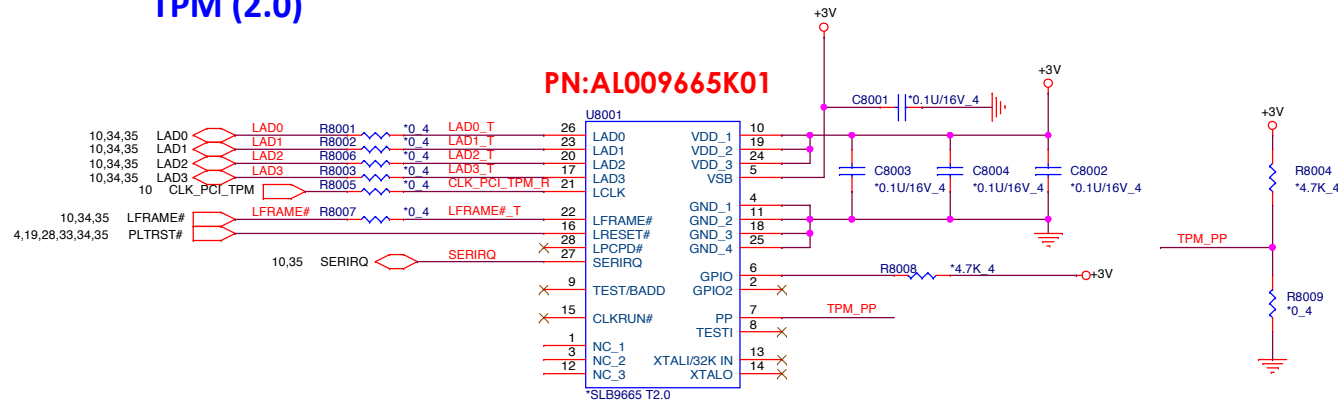 TPM (2.0)
+3V
PN:AL009665K01
+3V
C8001 *0.1U/16V_4
U8001
+3V
10,34,35 LAD0 LAD0 R8001 *0_4 LAD0_T 26 LAD0 VDD_1 10
10,34,35 LAD1 LAD1 R8002 *0_4 LAD1_T 23 LAD1 VDD_2 19
10,34,35 LAD2 LAD2 R8006 *0_4 LAD2_T 20 LAD2 VDD_3 24
10,34,35 LAD3 LAD3 R8003 *0_4 LAD3_T 17 LAD3 VSB 5
10 CLK_PCI_TPM R8005 *0_4 CLK_PCI_TPM_R 21 LCLK
C8003 C8004 C8002 R8004
*0.1U/16V_4 *0.1U/16V_4 *0.1U/16V_4 *4.7K_4
GND_1 4
10,34,35 LFRAME# LFRAME# R8007 *0_4 LFRAME#_T 22 LFRAME# GND_2 11
4,19,28,33,34,35 PLTRST# 16 LRESET# GND_3 18
28 LPCPD# GND_4 25
TPM_PP
10,35 SERIRQ SERIRQ 27 SERIRQ
GPIO 6 R8008 *4.7K_4 +3V
9 TEST/BADD GPIO2 2
R8009
*0_4
15 CLKRUN# PP 7 TPM_PP
TESTI 8
1 NC_1
3 NC_2 XTALI/32K IN 13
12 NC_3 XTALO 14
*SLB9665 T2.0